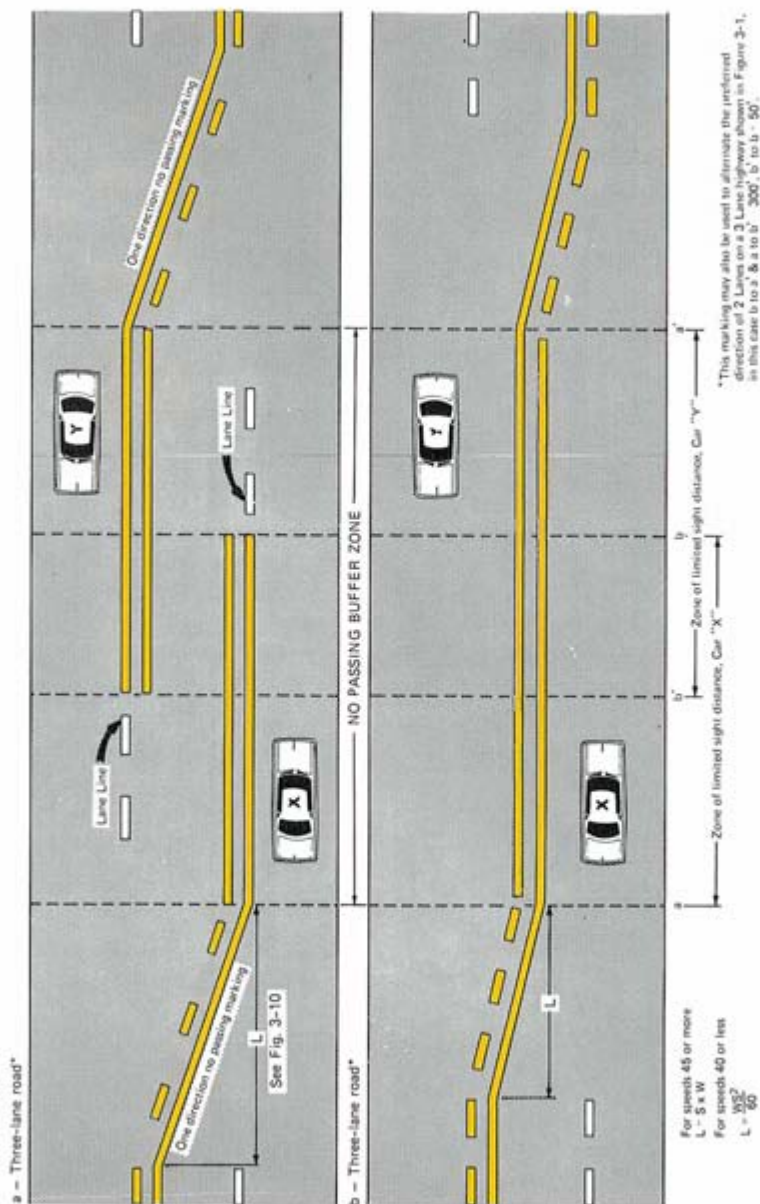 a – Three-lane road*
One direction no passing marking
L
See Fig. 3-10
Lane Line
X
Lane Line
Y
One direction no passing marking
NO PASSING BUFFER ZONE
b – Three-lane road*
L
X
Y
a
b'
b
a'
Zone of limited sight distance, Car "Y"
Zone of limited sight distance, Car "X"
For speeds 45 or more
L - S x W
For speeds 40 or less
L - WS²
60
*This marking may also be used to alternate the preferred
direction of 2 Lanes on a 3 Lane highway shown in Figure 3-1,
in this case b to a' & a to b' 300', b' to b - 50'.